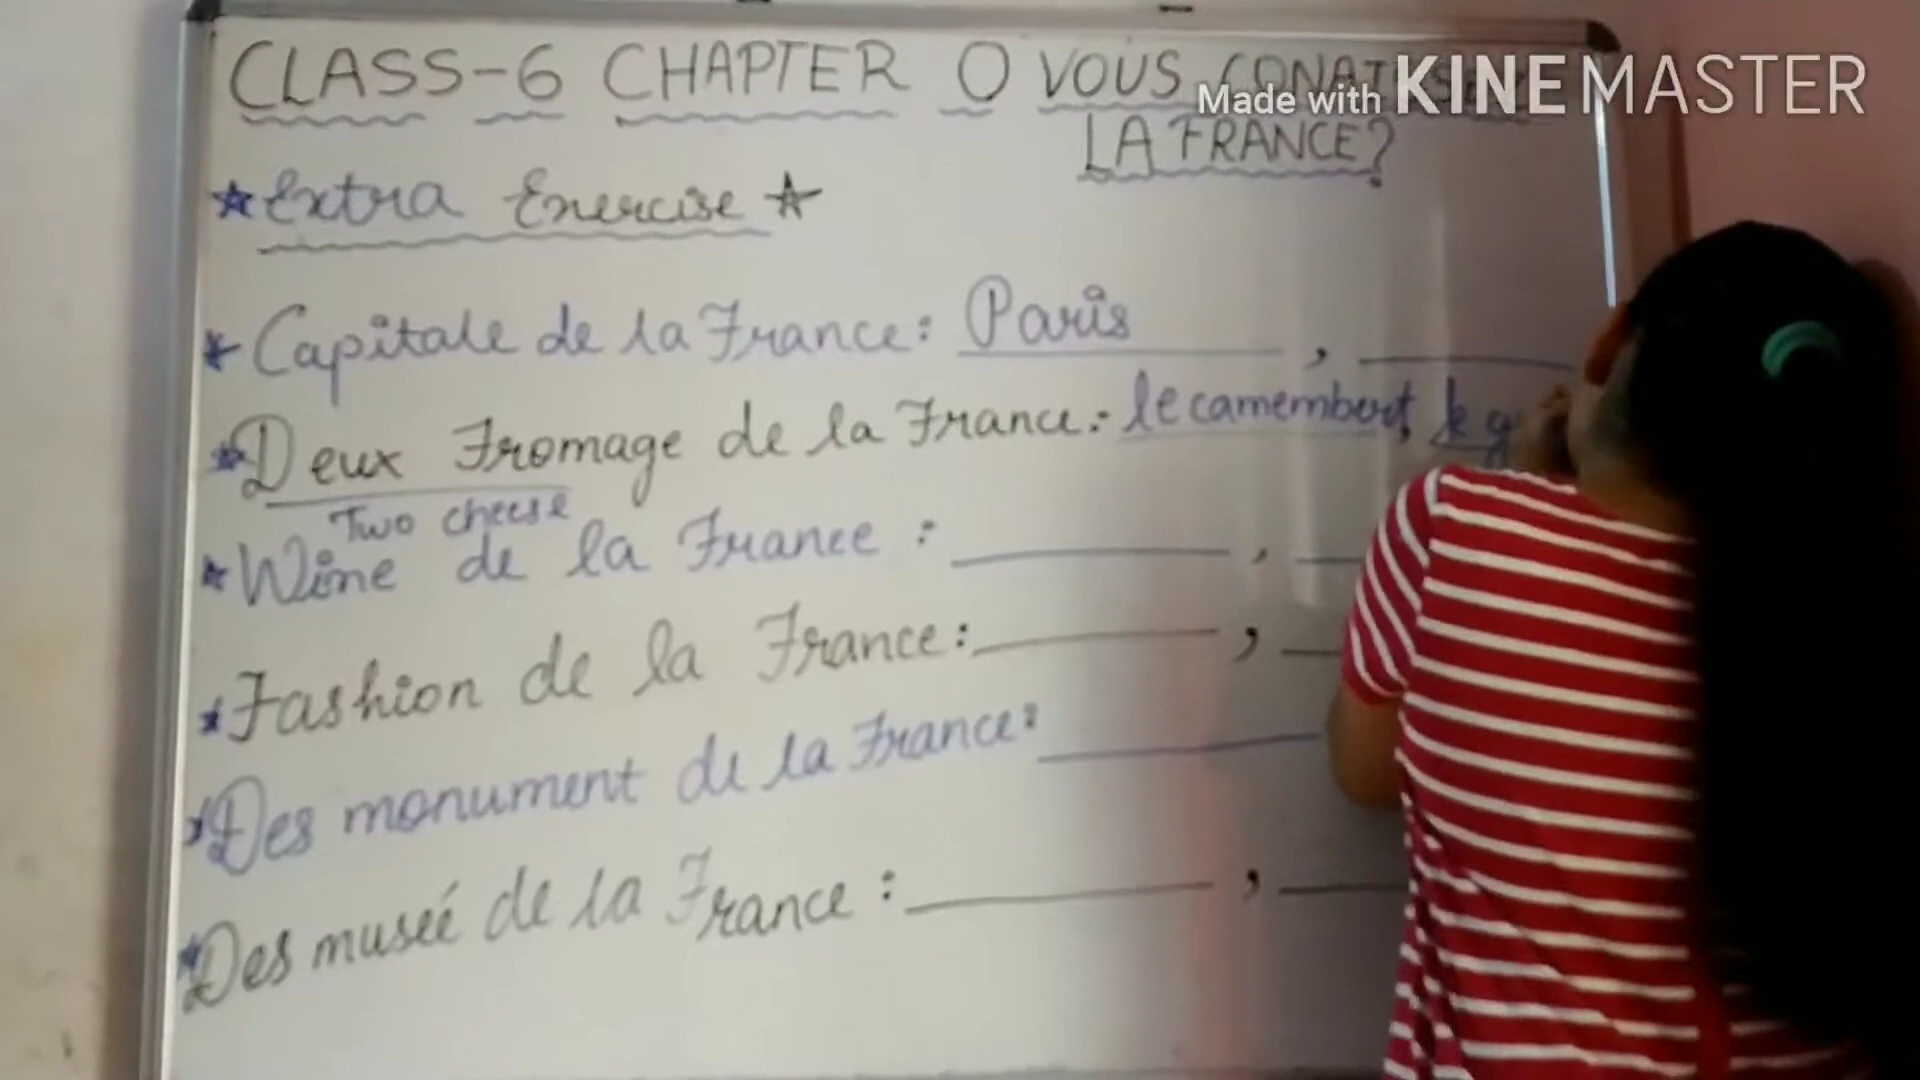 CLASS-6 CHAPTER 0 VOUS
Made with KINEMASTER
LA FRANCE?
Extra Exercise
Capitale de la France: Paris ,
Deux Fromage de la France: le camembert,
Two cheese
Wine de la France : ,
Fashion de la France: ,
Des monument de la France:
Des museé de la France : ,